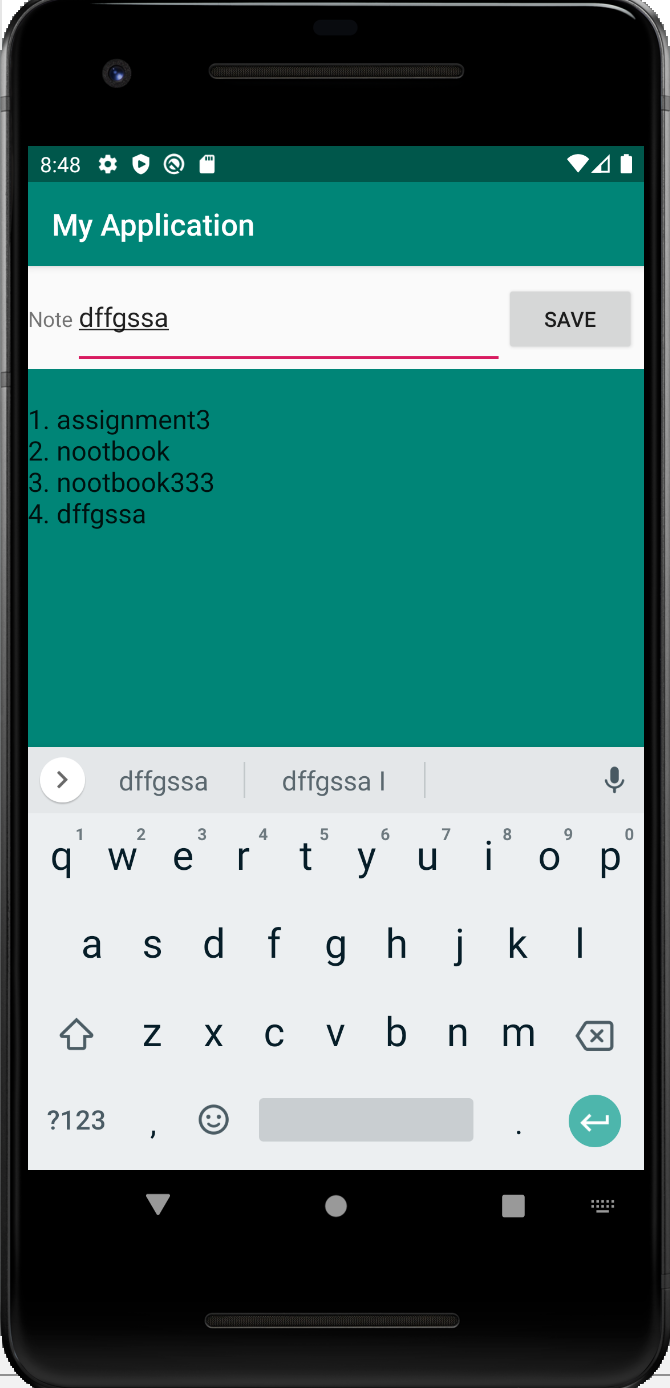 8:48
My Application
Note dffgssa SAVE
1. assignment3
2. nootbook
3. nootbook333
4. dffgssa
dffgssa dffgssa I
1 2 3 4 5 6 7 8 9 0
q w e r t y u i o p
a s d f g h j k l
z x c v b n m
?123 , .